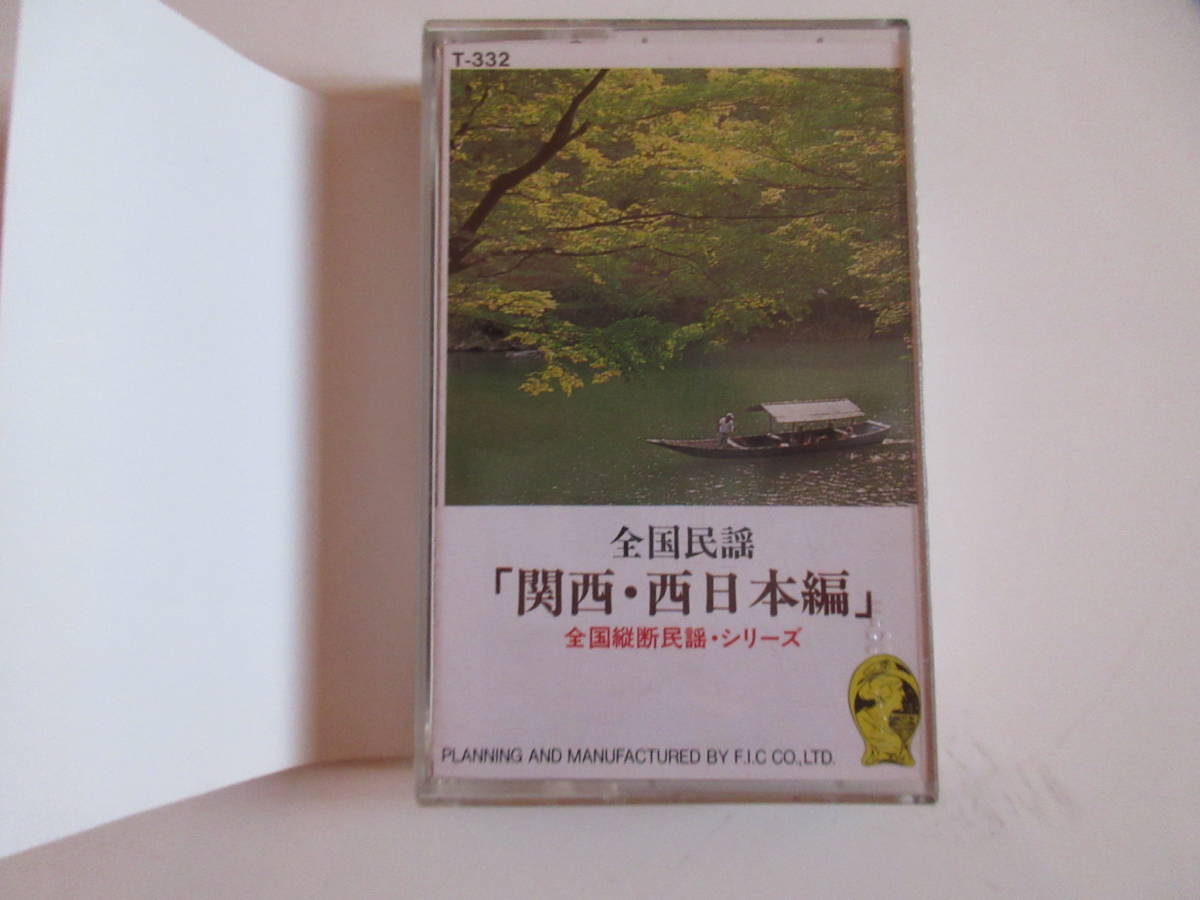 T-332
全国民謡
「関西・西日本編」
全国縦断民謡・シリーズ
PLANNING AND MANUFACTURED BY F.I.C CO.,LTD.